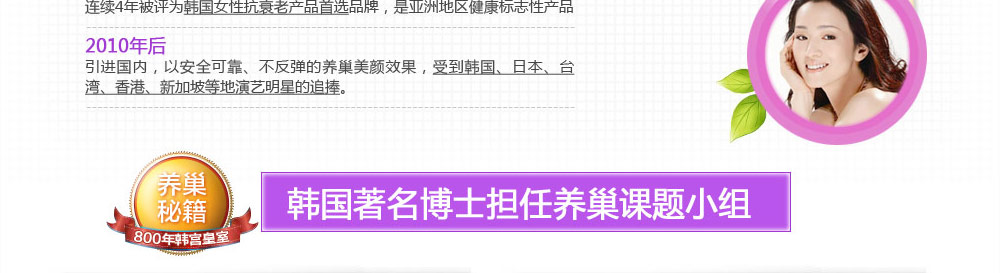 连续4年被评为韩国女性抗衰老产品首选品牌，是亚洲地区健康标志性产品
2010年后
引进国内，以安全可靠、不反弹的养巢美颜效果，受到韩国、日本、台
湾、香港、新加坡等地演艺明星的追捧。
养巢
秘籍
800年韩宫皇室
韩国著名博士担任养巢课题小组